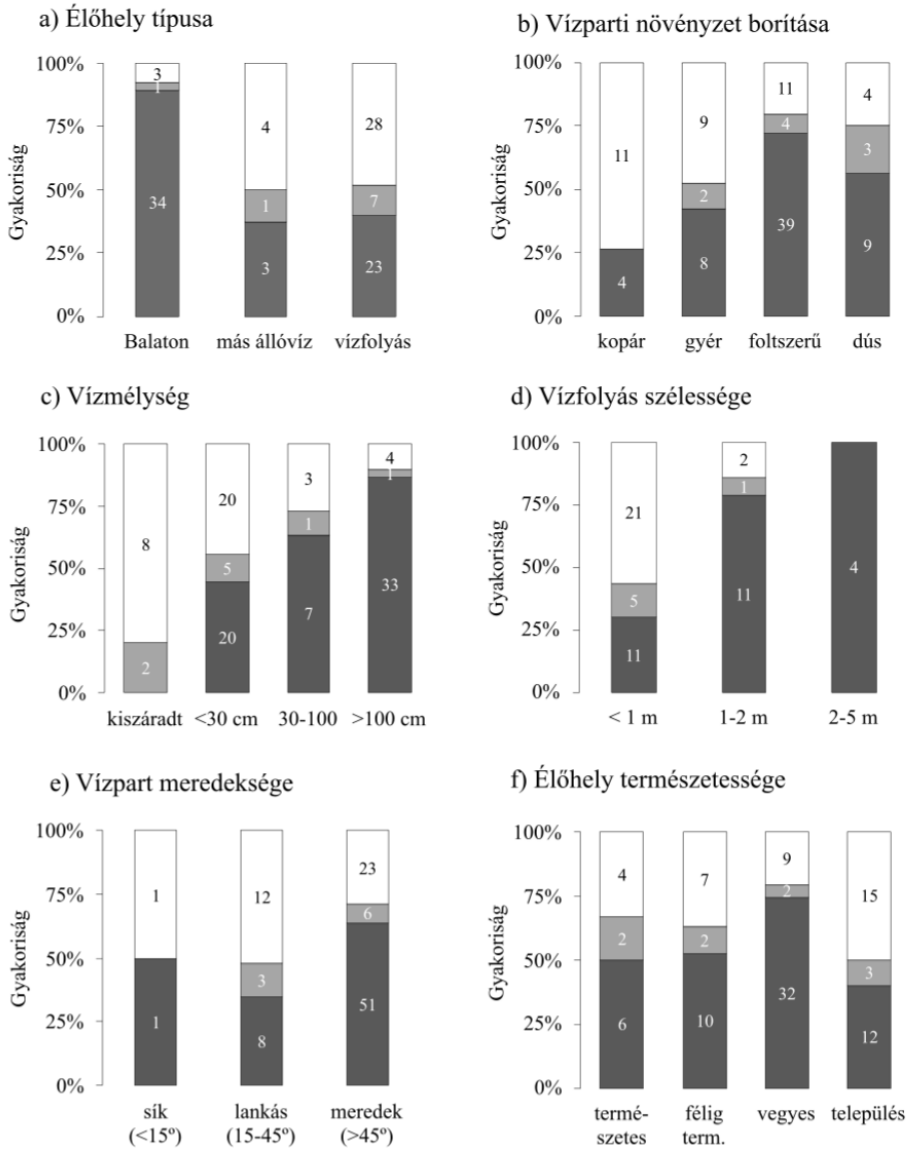 a) Élőhely típusa
100%
75%
50%
25%
0%
Gyakoriság
3
1
34
4
1
3
28
7
23
Balaton
más állóvíz
vízfolyás
b) Vízparti növényzet borítása
100%
75%
50%
25%
0%
Gyakoriság
11
4
9
2
8
11
4
39
4
3
9
kopár
gyér
foltszerű
dús
c) Vízmélység
100%
75%
50%
25%
0%
Gyakoriság
8
2
20
5
20
3
1
7
4
1
33
kiszáradt
<30 cm
30-100
>100 cm
d) Vízfolyás szélessége
100%
75%
50%
25%
0%
Gyakoriság
21
5
11
2
1
11
4
< 1 m
1-2 m
2-5 m
e) Vízpart meredeksége
100%
75%
50%
25%
0%
Gyakoriság
1
1
12
3
8
23
6
51
sík
(<15º)
lankás
(15-45º)
meredek
(>45º)
f) Élőhely természetessége
100%
75%
50%
25%
0%
Gyakoriság
4
2
6
7
2
10
9
2
32
15
3
12
termé-
szetes
félig
term.
vegyes
település